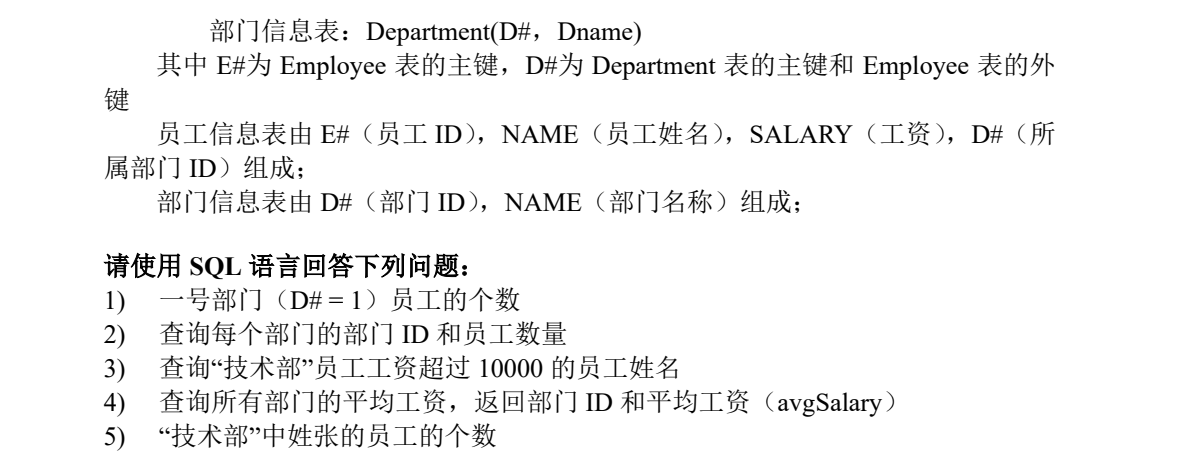 部门信息表：Department(D#，Dname)
其中 E#为 Employee 表的主键，D#为 Department 表的主键和 Employee 表的外
键
员工信息表由 E#（员工 ID），NAME（员工姓名），SALARY（工资），D#（所
属部门 ID）组成；
部门信息表由 D#（部门 ID），NAME（部门名称）组成；
请使用 SQL 语言回答下列问题：
1) 一号部门（D# = 1）员工的个数
2) 查询每个部门的部门 ID 和员工数量
3) 查询“技术部”员工工资超过 10000 的员工姓名
4) 查询所有部门的平均工资，返回部门 ID 和平均工资（avgSalary）
5) “技术部”中姓张的员工的个数